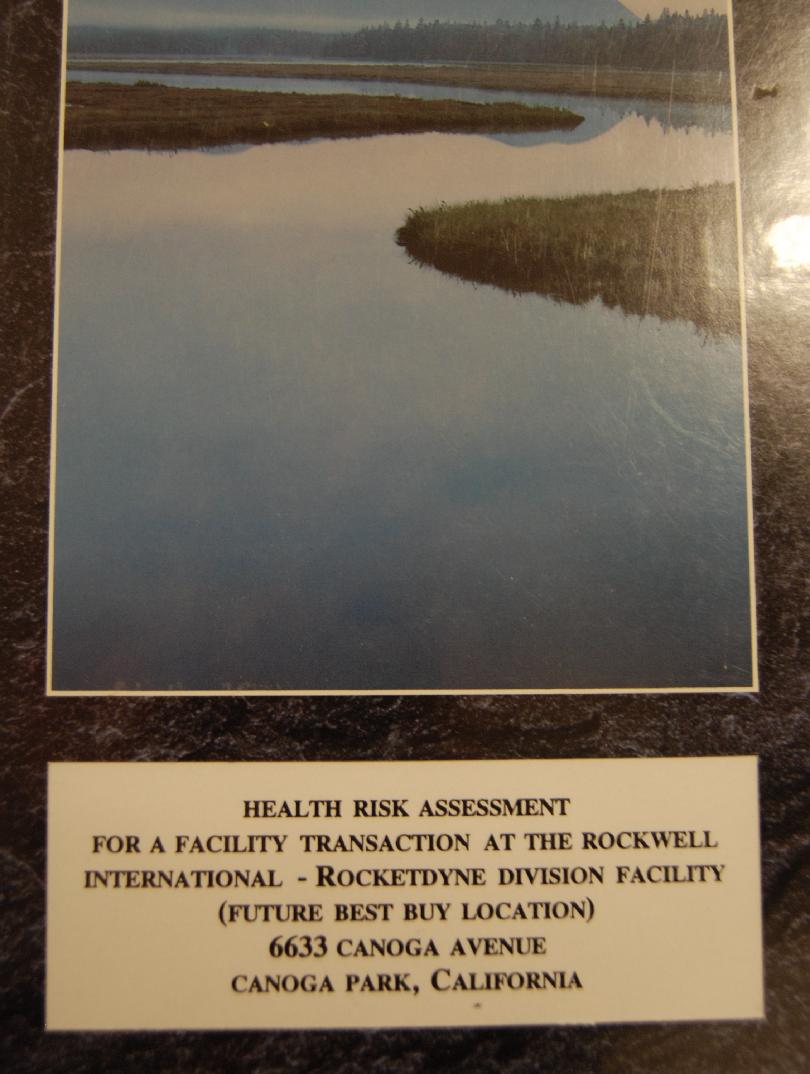 HEALTH RISK ASSESSMENT
FOR A FACILITY TRANSACTION AT THE ROCKWELL
INTERNATIONAL - ROCKETDYNE DIVISION FACILITY
(FUTURE BEST BUY LOCATION)
6633 CANOGA AVENUE
CANOGA PARK, CALIFORNIA